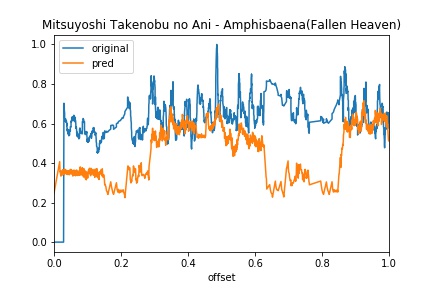 Mitsuyoshi Takenobu no Ani - Amphisbaena(Fallen Heaven)
original
pred
1.0
0.8
0.6
0.4
0.2
0.0
0.0 0.2 0.4 0.6 0.8 1.0
offset